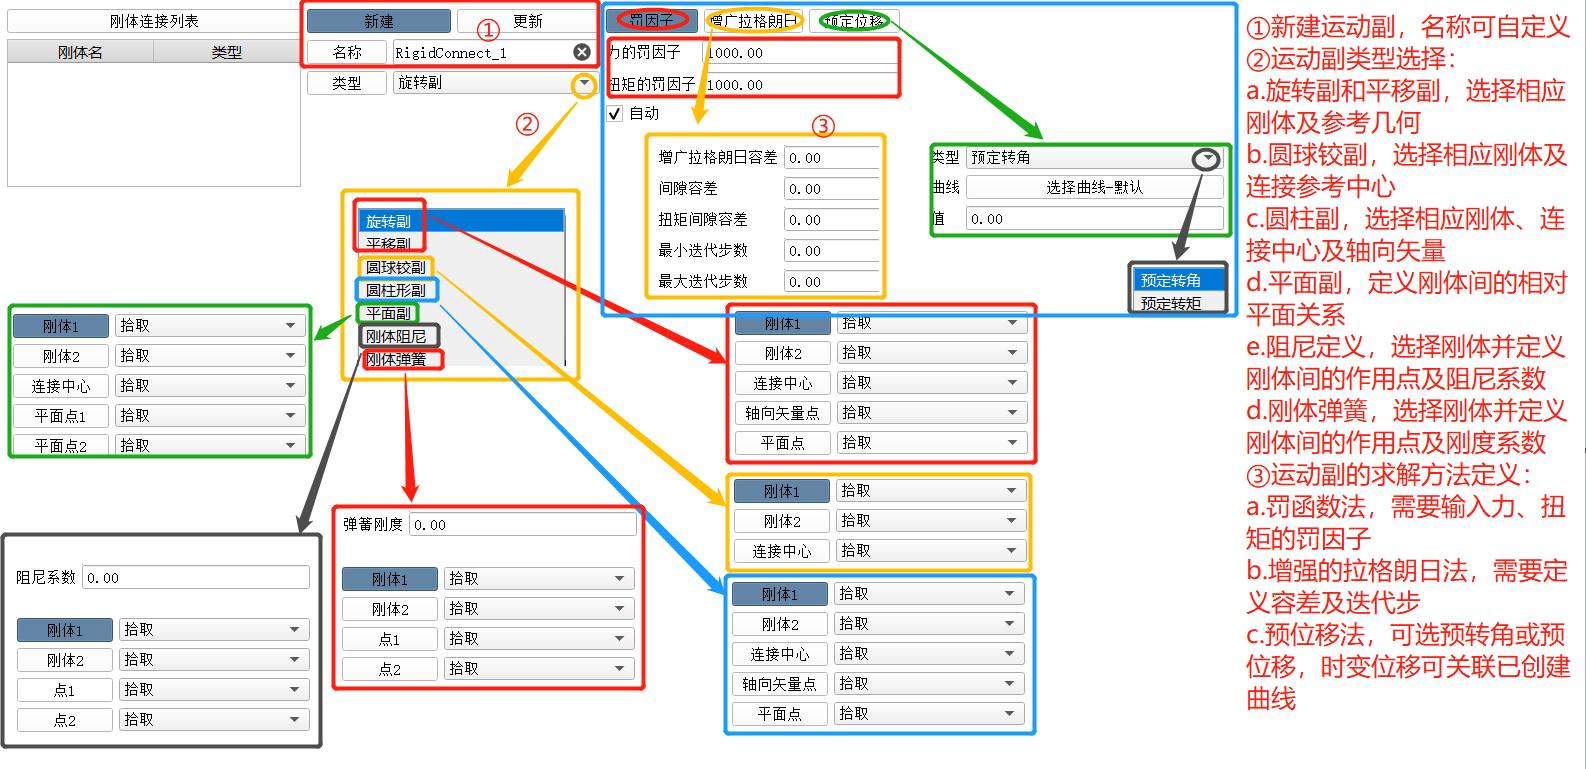 刚体连接列表
刚体名 类型
新建 更新
①
名称 RigidConnect_1
类型 旋转副
②
罚因子 增广拉格朗日 预定位移
力的罚因子 1000.00
扭矩的罚因子 1000.00
自动
③
增广拉格朗日容差 0.00
间隙容差 0.00
扭矩间隙容差 0.00
最小迭代步数 0.00
最大迭代步数 0.00
类型 预定转角
曲线 选择曲线-默认
值 0.00
预定转角
预定转矩
旋转副
平移副
圆球铰副
圆柱形副
平面副
刚体阻尼
刚体弹簧
刚体1 拾取
刚体2 拾取
连接中心 拾取
平面点1 拾取
平面点2 拾取
阻尼系数 0.00
刚体1 拾取
刚体2 拾取
点1 拾取
点2 拾取
弹簧刚度 0.00
刚体1 拾取
刚体2 拾取
点1 拾取
点2 拾取
刚体1 拾取
刚体2 拾取
连接中心 拾取
轴向矢量点 拾取
平面点 拾取
刚体1 拾取
刚体2 拾取
连接中心 拾取
刚体1 拾取
刚体2 拾取
连接中心 拾取
轴向矢量点 拾取
平面点 拾取
①新建运动副，名称可自定义
②运动副类型选择：
a.旋转副和平移副，选择相应
刚体及参考几何
b.圆球铰副，选择相应刚体及
连接参考中心
c.圆柱副，选择相应刚体、连
接中心及轴向矢量
d.平面副，定义刚体间的相对
平面关系
e.阻尼定义，选择刚体并定义
刚体间的作用点及阻尼系数
d.刚体弹簧，选择刚体并定义
刚体间的作用点及刚度系数
③运动副的求解方法定义：
a.罚函数法，需要输入力、扭
矩的罚因子
b.增强的拉格朗日法，需要定
义容差及迭代步
c.预位移法，可选预转角或预
位移，时变位移可关联已创建
曲线